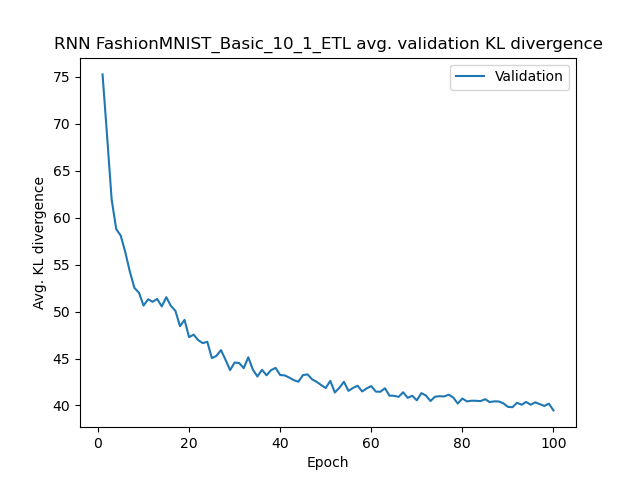 RNN FashionMNIST_Basic_10_1_ETL avg. validation KL divergence
Validation
Avg. KL divergence
75
70
65
60
55
50
45
40
0 20 40 60 80 100
Epoch